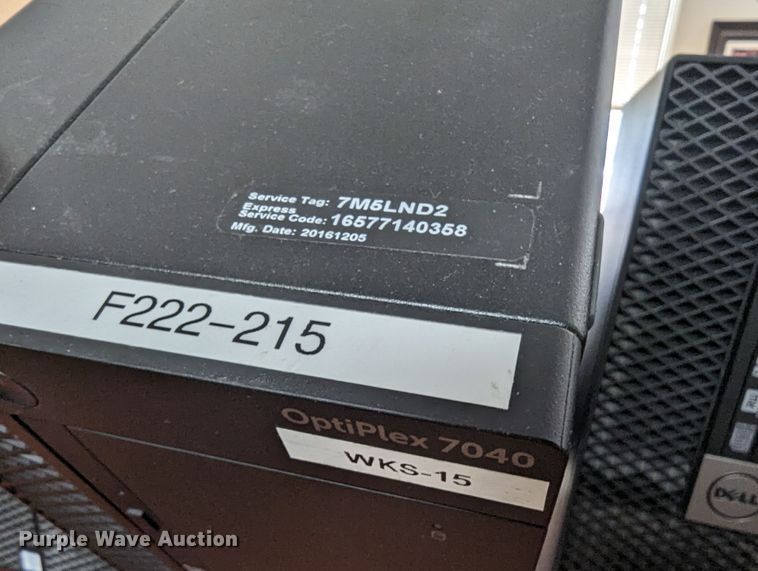 Service Tag: 7M5LND2
Express
Service Code: 16577140358
Mfg. Date: 20161205
F222-215
OptiPlex 7040
WKS-15
DELL
Purple Wave Auction